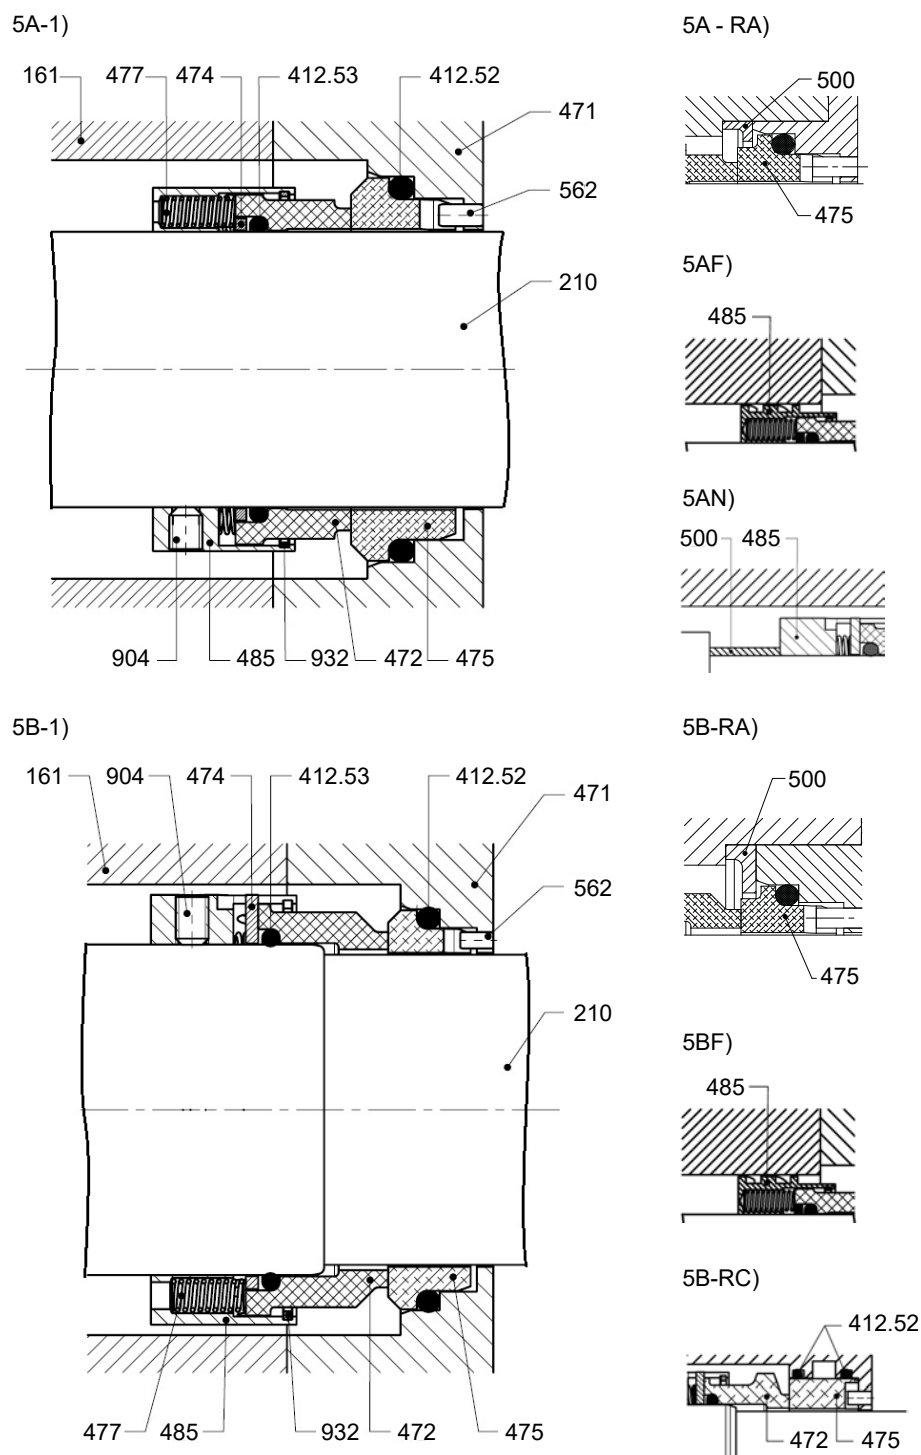 5A-1)
161 477 474 412.53 412.52
471
562
210
904 485 932 472 475
5A - RA)
500
475
5AF)
485
5AN)
500 485
5B-1)
161 904 474 412.53 412.52
471
562
210
477 485 932 472 475
5B-RA)
500
475
5BF)
485
5B-RC)
412.52
472 475